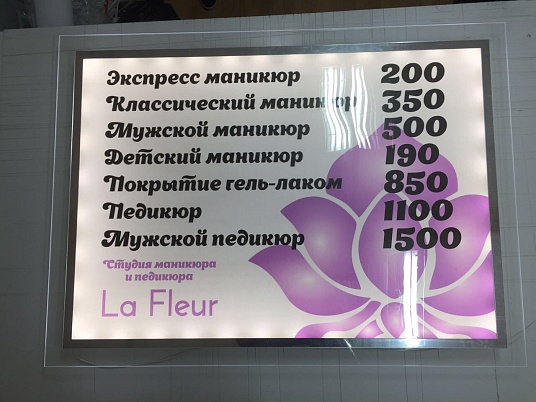 Экспресс маникюр 200
Классический маникюр 350
Мужской маникюр 500
Детский маникюр 190
Покрытие гель-лаком 850
Педикюр 1100
Мужской педикюр 1500
Студия маникюра
и педикюра
La Fleur